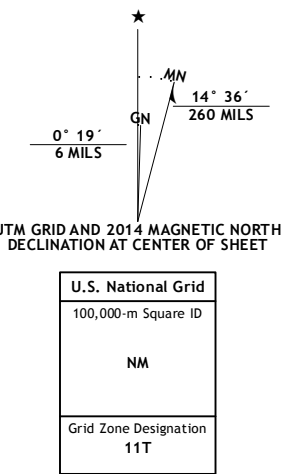 ★
MN
GN
14° 36´
260 MILS
0° 19´
6 MILS
UTM GRID AND 2014 MAGNETIC NORTH
DECLINATION AT CENTER OF SHEET
U.S. National Grid
100,000-m Square ID
NM
Grid Zone Designation
11T